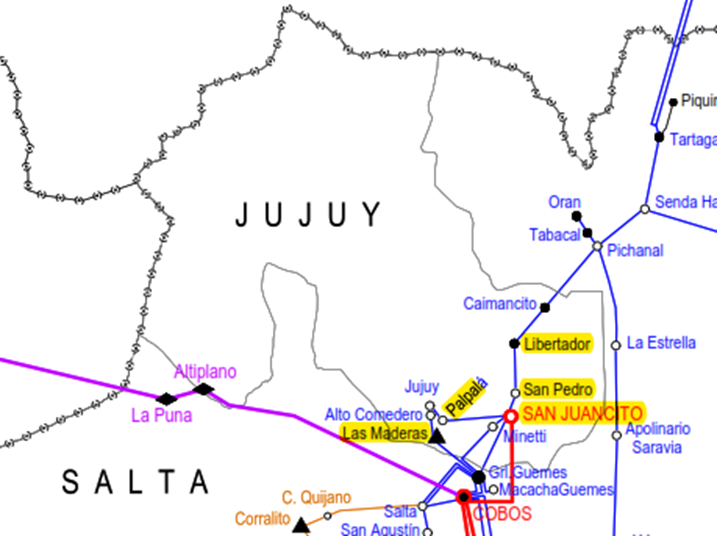 Piquir
Tartaga
JUJUY
Oran
Senda Ha
Tabacal
Pichanal
Caimancito
Libertador
La Estrella
Altiplano
La Puna
Jujuy
Palpalá
San Pedro
Alto Comedero
SAN JUANCITO
Las Maderas
Minetti
Apolinario
Saravia
Gri.Guemes
SALTA
MacachaGuemes
C. Quijano
Salta
COBOS
Corralito
San Agustín